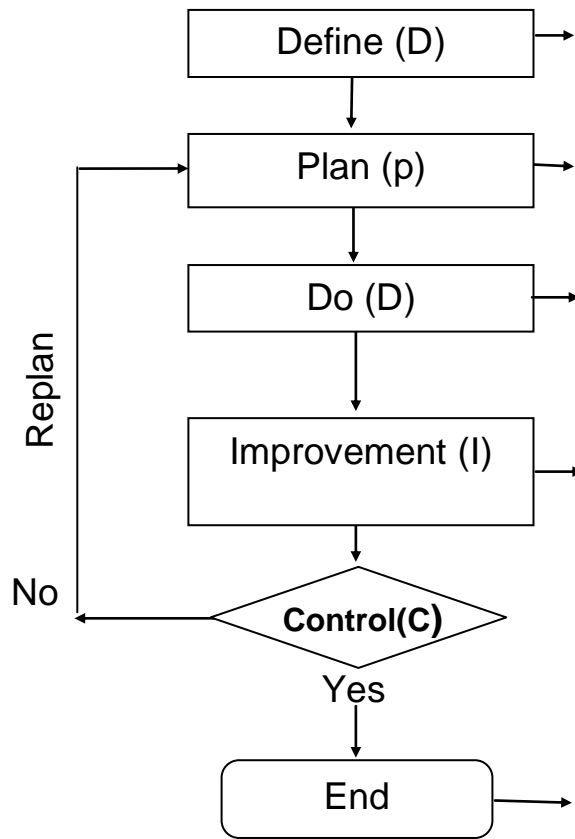 Define (D)
Plan (p)
Do (D)
Replan
Improvement (I)
No
Control(C)
Yes
End